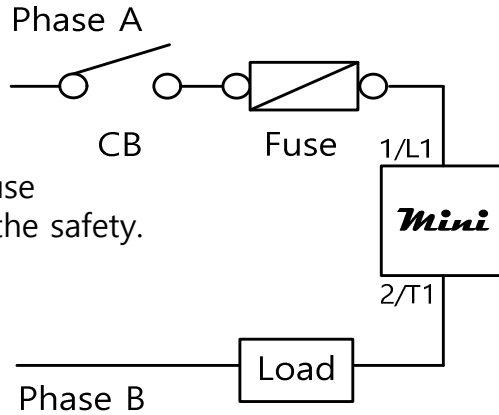 Phase A
CB
Fuse
1/L1
use
the safety.
Mini
2/T1
Load
Phase B